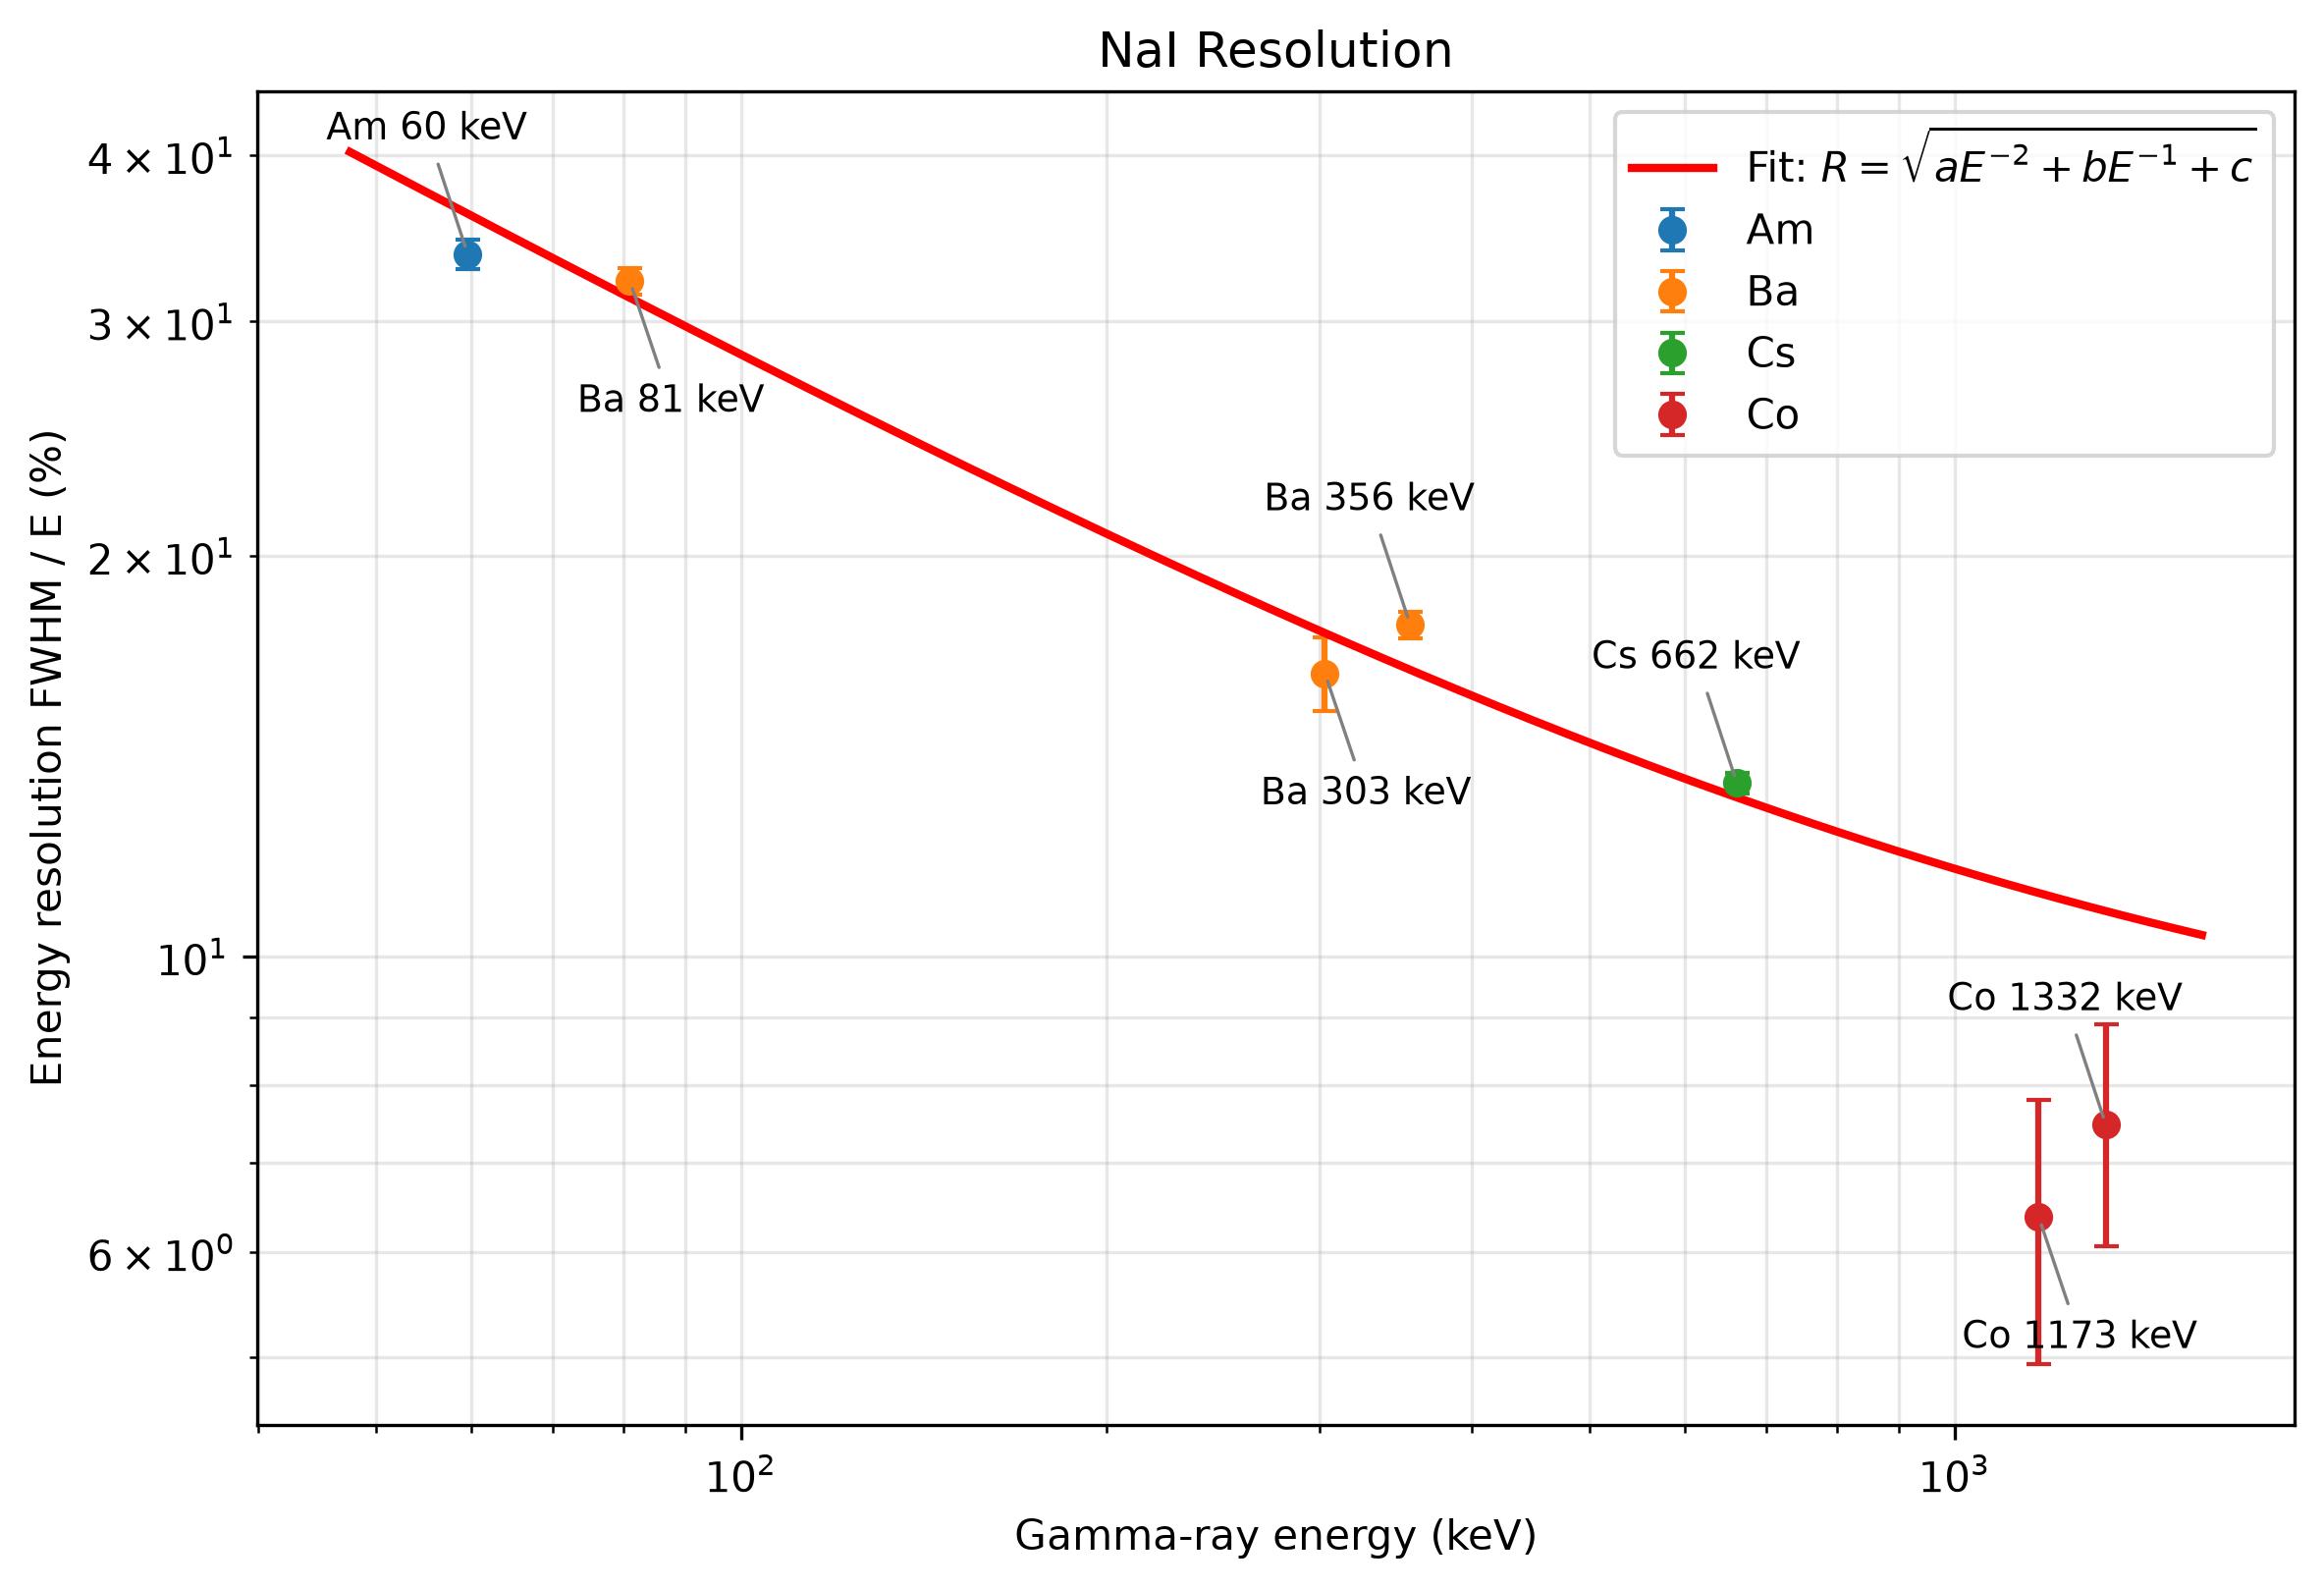 NaI Resolution
Am 60 keV
Fit: R = √(aE⁻² + bE⁻¹ + c)
Am
Ba
Cs
Co
4 × 10¹
3 × 10¹
2 × 10¹
10¹
6 × 10⁰
Energy resolution FWHM / E (%)
Ba 81 keV
Ba 356 keV
Cs 662 keV
Ba 303 keV
Co 1332 keV
Co 1173 keV
10² 10³
Gamma-ray energy (keV)